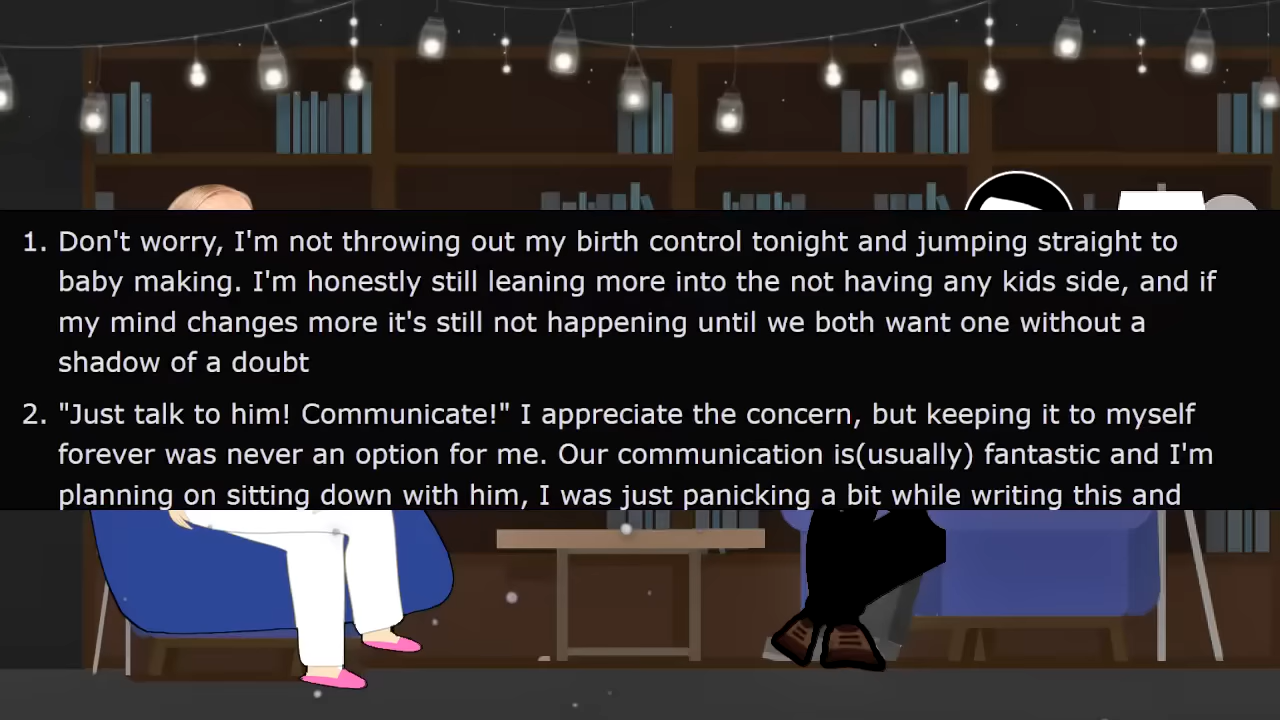 1. Don't worry, I'm not throwing out my birth control tonight and jumping straight to
baby making. I'm honestly still leaning more into the not having any kids side, and if
my mind changes more it's still not happening until we both want one without a
shadow of a doubt
2. "Just talk to him! Communicate!" I appreciate the concern, but keeping it to myself
forever was never an option for me. Our communication is(usually) fantastic and I'm
planning on sitting down with him, I was just panicking a bit while writing this and